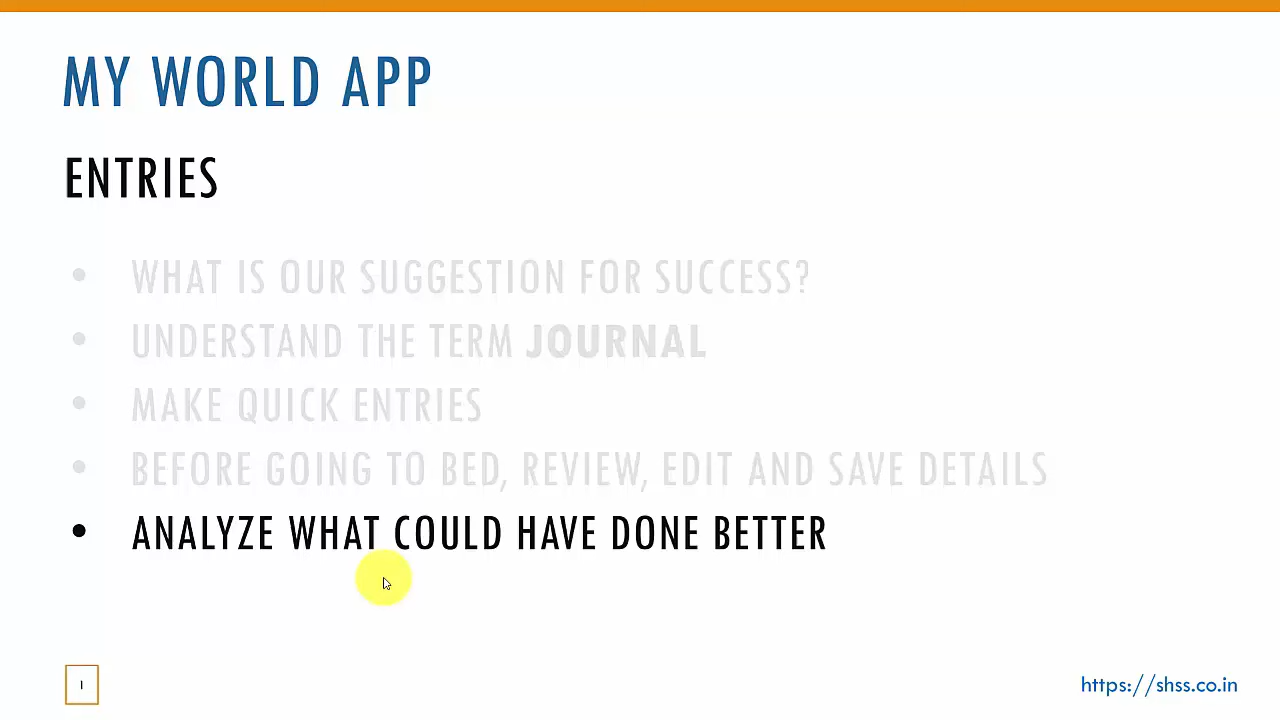 MY WORLD APP
ENTRIES
• WHAT IS OUR SUGGESTION FOR SUCCESS?
• UNDERSTAND THE TERM JOURNAL
• MAKE QUICK ENTRIES
• BEFORE GOING TO BED, REVIEW, EDIT AND SAVE DETAILS
• ANALYZE WHAT COULD HAVE DONE BETTER
1
https://shss.co.in